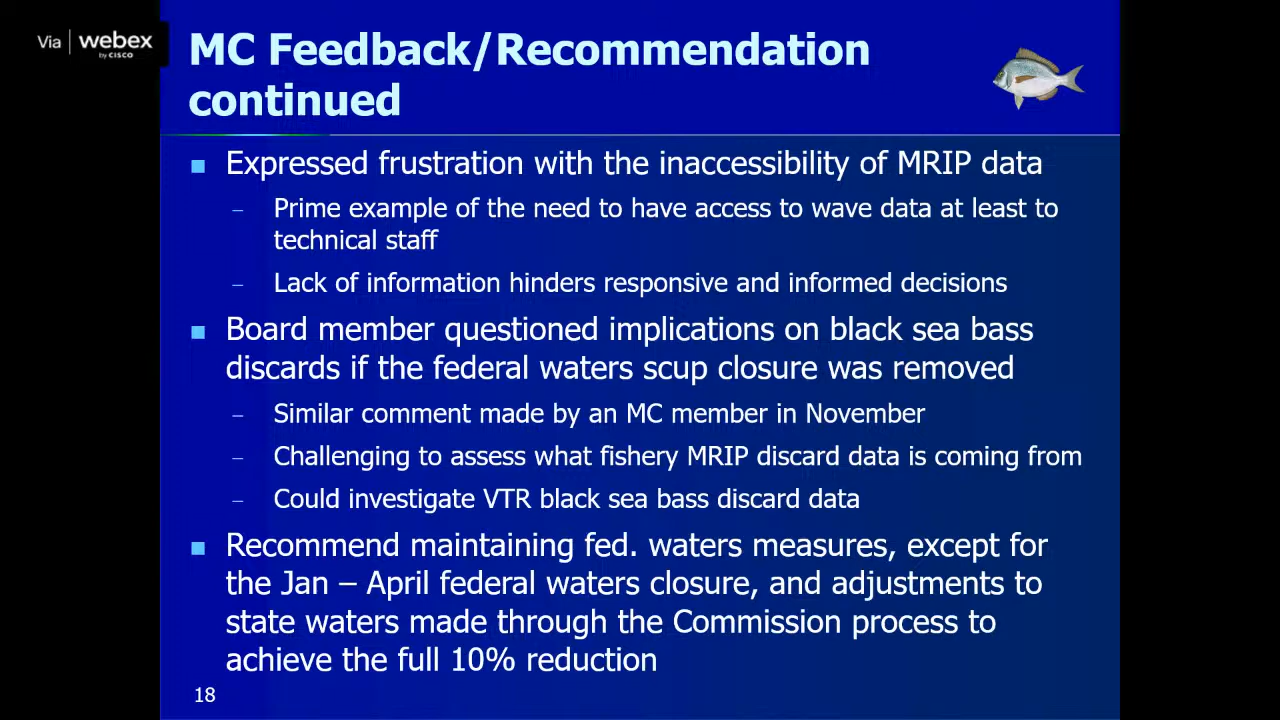 Via webex
by CISCO
MC Feedback/Recommendation
continued
Expressed frustration with the inaccessibility of MRIP data
– Prime example of the need to have access to wave data at least to
technical staff
– Lack of information hinders responsive and informed decisions
Board member questioned implications on black sea bass
discards if the federal waters scup closure was removed
– Similar comment made by an MC member in November
– Challenging to assess what fishery MRIP discard data is coming from
– Could investigate VTR black sea bass discard data
Recommend maintaining fed. waters measures, except for
the Jan – April federal waters closure, and adjustments to
state waters made through the Commission process to
achieve the full 10% reduction
18